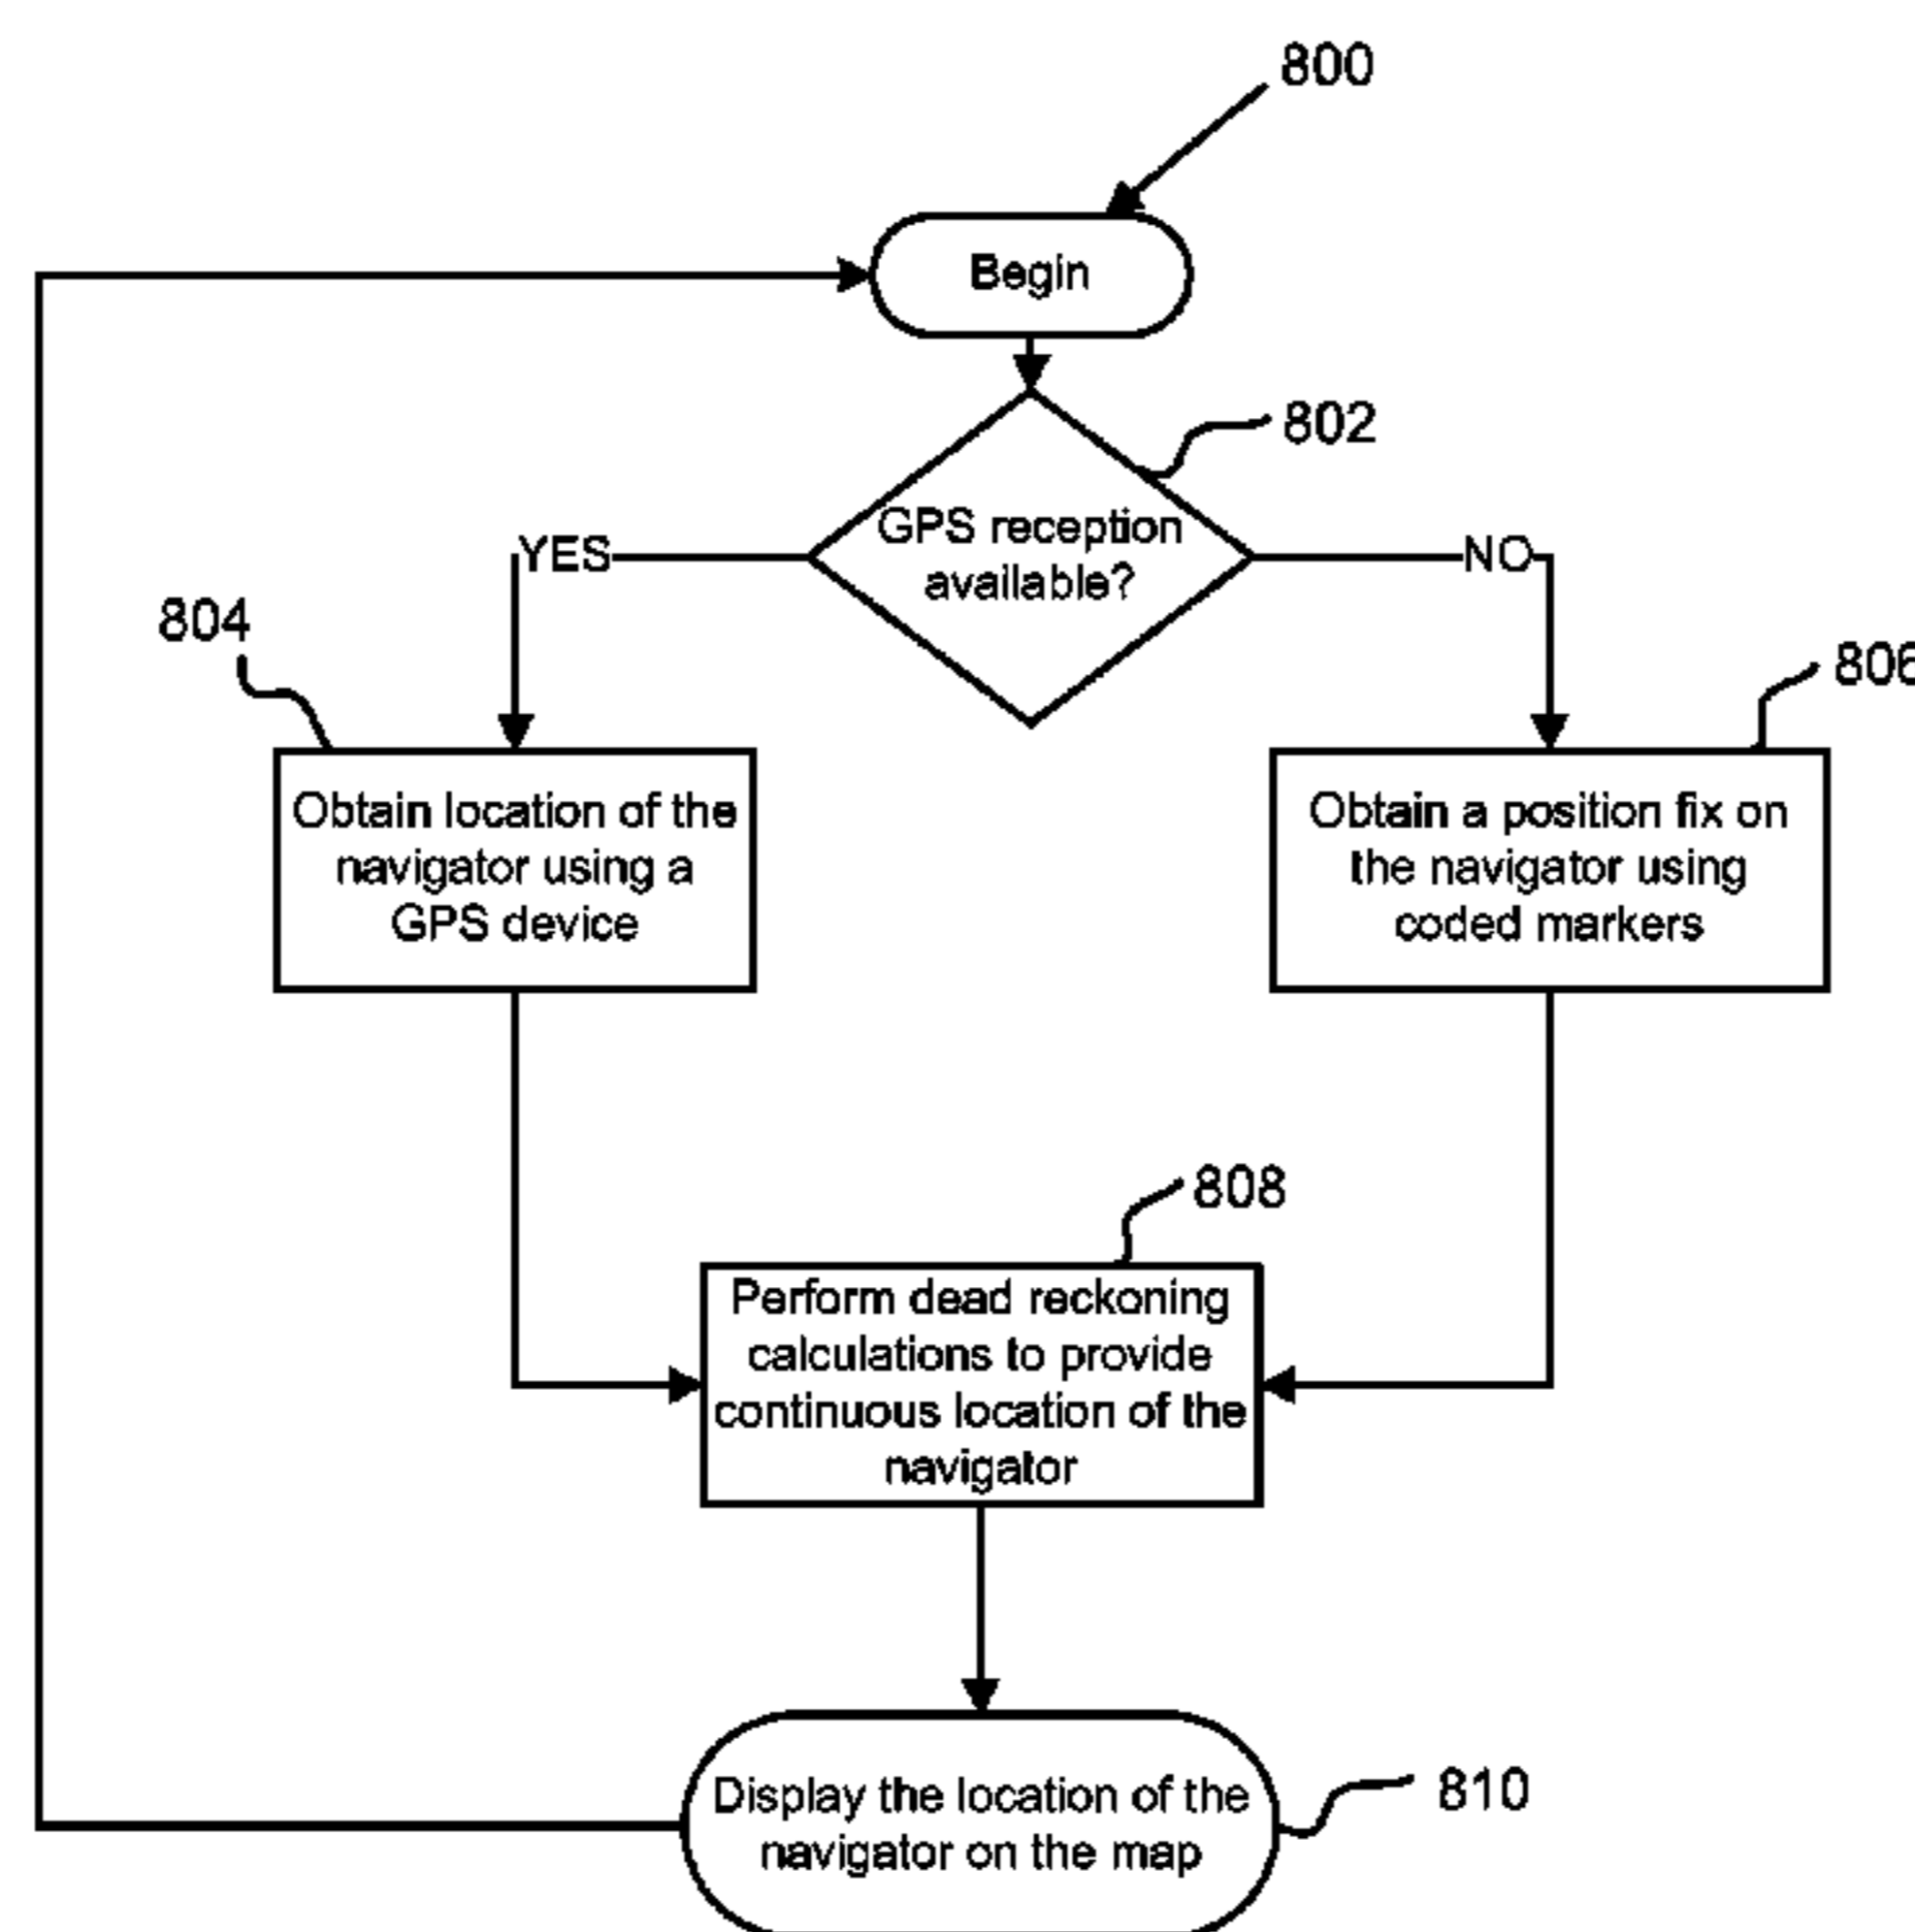 800
Begin
802
GPS reception
available?
YES
NO
804
806
Obtain location of the
navigator using a
GPS device
Obtain a position fix on
the navigator using
coded markers
808
Perform dead reckoning
calculations to provide
continuous location of the
navigator
Display the location of the
navigator on the map
810